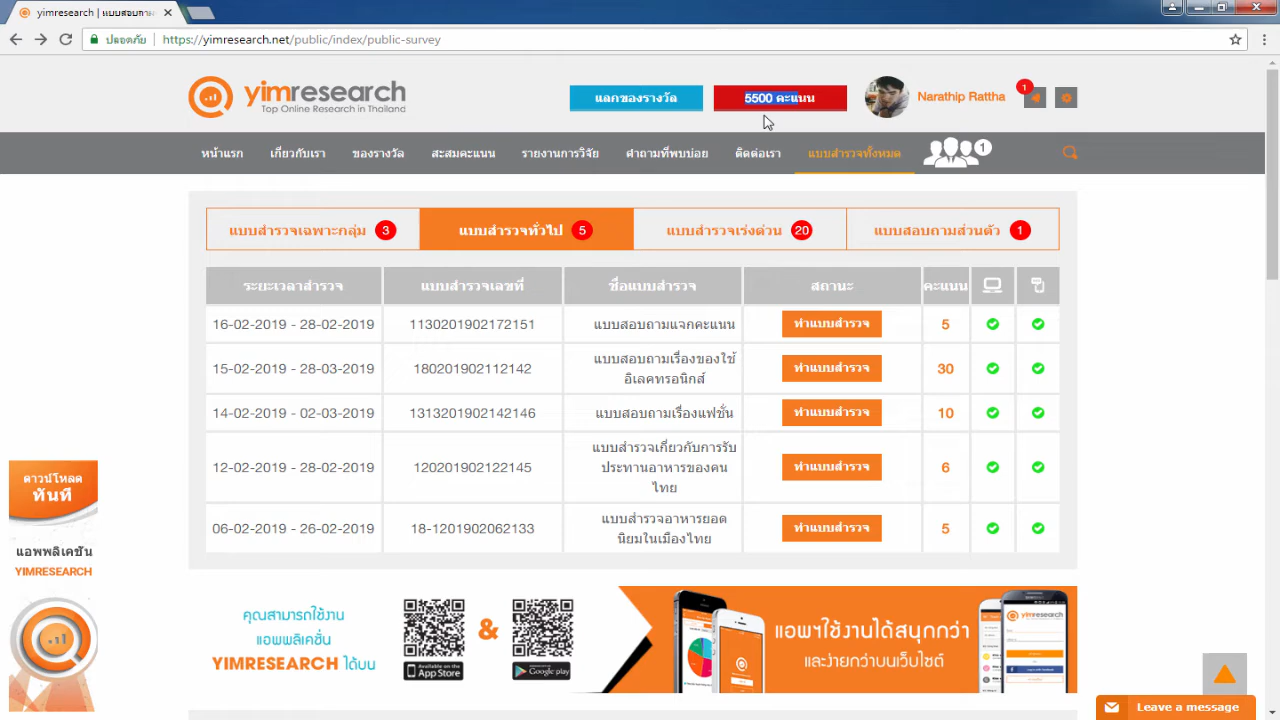 yimresearch | แบบสอบถา
ปลอดภัย
https://yimresearch.net/public/index/public-survey
yimresearch
Top Online Research in Thailand
แลกของรางวัล
5500 คะแนน
Narathip Rattha
1
หน้าแรก
เกี่ยวกับเรา
ของรางวัล
สะสมคะแนน
รายงานการวิจัย
คำถามที่พบบ่อย
ติดต่อเรา
แบบสำรวจทั้งหมด
1
แบบสำรวจเฉพาะกลุ่ม 3
แบบสำรวจทั่วไป 5
แบบสำรวจเร่งด่วน 20
แบบสอบถามส่วนตัว 1
ระยะเวลาสำรวจ
แบบสำรวจเลขที่
ชื่อแบบสำรวจ
สถานะ
คะแนน
16-02-2019 - 28-02-2019
1130201902172151
แบบสอบถามแจกคะแนน
ทำแบบสำรวจ
5
15-02-2019 - 28-03-2019
180201902112142
แบบสอบถามเรื่องของใช้
อิเลคทรอนิกส์
ทำแบบสำรวจ
30
14-02-2019 - 02-03-2019
1313201902142146
แบบสอบถามเรื่องแฟชั่น
ทำแบบสำรวจ
10
12-02-2019 - 28-02-2019
120201902122145
แบบสำรวจเกี่ยวกับการรับ
ประทานอาหารของคน
ไทย
ทำแบบสำรวจ
6
06-02-2019 - 26-02-2019
18-1201902062133
แบบสำรวจอาหารยอด
นิยมในเมืองไทย
ทำแบบสำรวจ
5
ดาวน์โหลด
ทันที
แอพพลิเคชัน
YIMRESEARCH
คุณสามารถใช้งาน
แอพพลิเคชั่น
YIMRESEARCH ได้บน
Available on the
App Store
&
Google play
แอพฯใช้งานได้สนุกกว่า
และง่ายกว่าบนเว็บไซต์
yimresearch
Leave a message